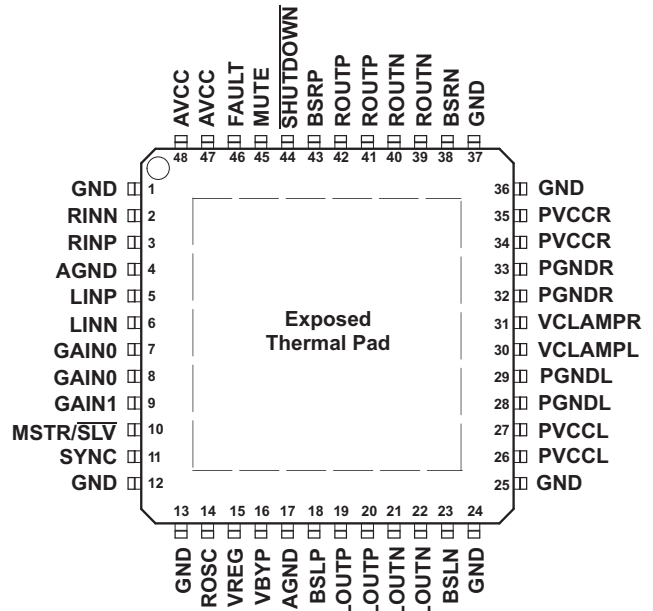 AVCC
AVCC
FAULT
MUTE
SHUTDOWN
BSRP
ROUTP
ROUTP
ROUTN
ROUTN
BSRN
GND
48 47 46 45 44 43 42 41 40 39 38 37
GND 1
RINN 2
RINP 3
AGND 4
LINP 5
LINN 6
GAIN0 7
GAIN0 8
GAIN1 9
MSTR/SLV 10
SYNC 11
GND 12
Exposed
Thermal Pad
36 GND
35 PVCCR
34 PVCCR
33 PGNDR
32 PGNDR
31 VCLAMPR
30 VCLAMPL
29 PGNDL
28 PGNDL
27 PVCCL
26 PVCCL
25 GND
13 14 15 16 17 18 19 20 21 22 23 24
GND
ROSC
VREG
VBYP
AGND
BSLP
OUTP
OUTP
OUTN
OUTN
BSLN
GND